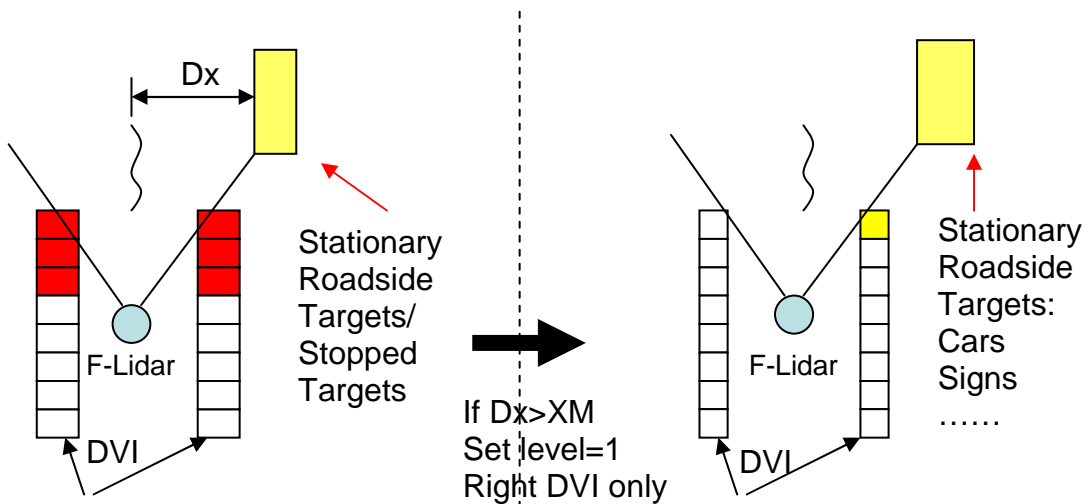 Dx
Stationary
Roadside
Targets/
Stopped
Targets
F-Lidar
DVI
If Dx>XM
Set level=1
Right DVI only
Stationary
Roadside
Targets:
Cars
Signs
……
F-Lidar
DVI